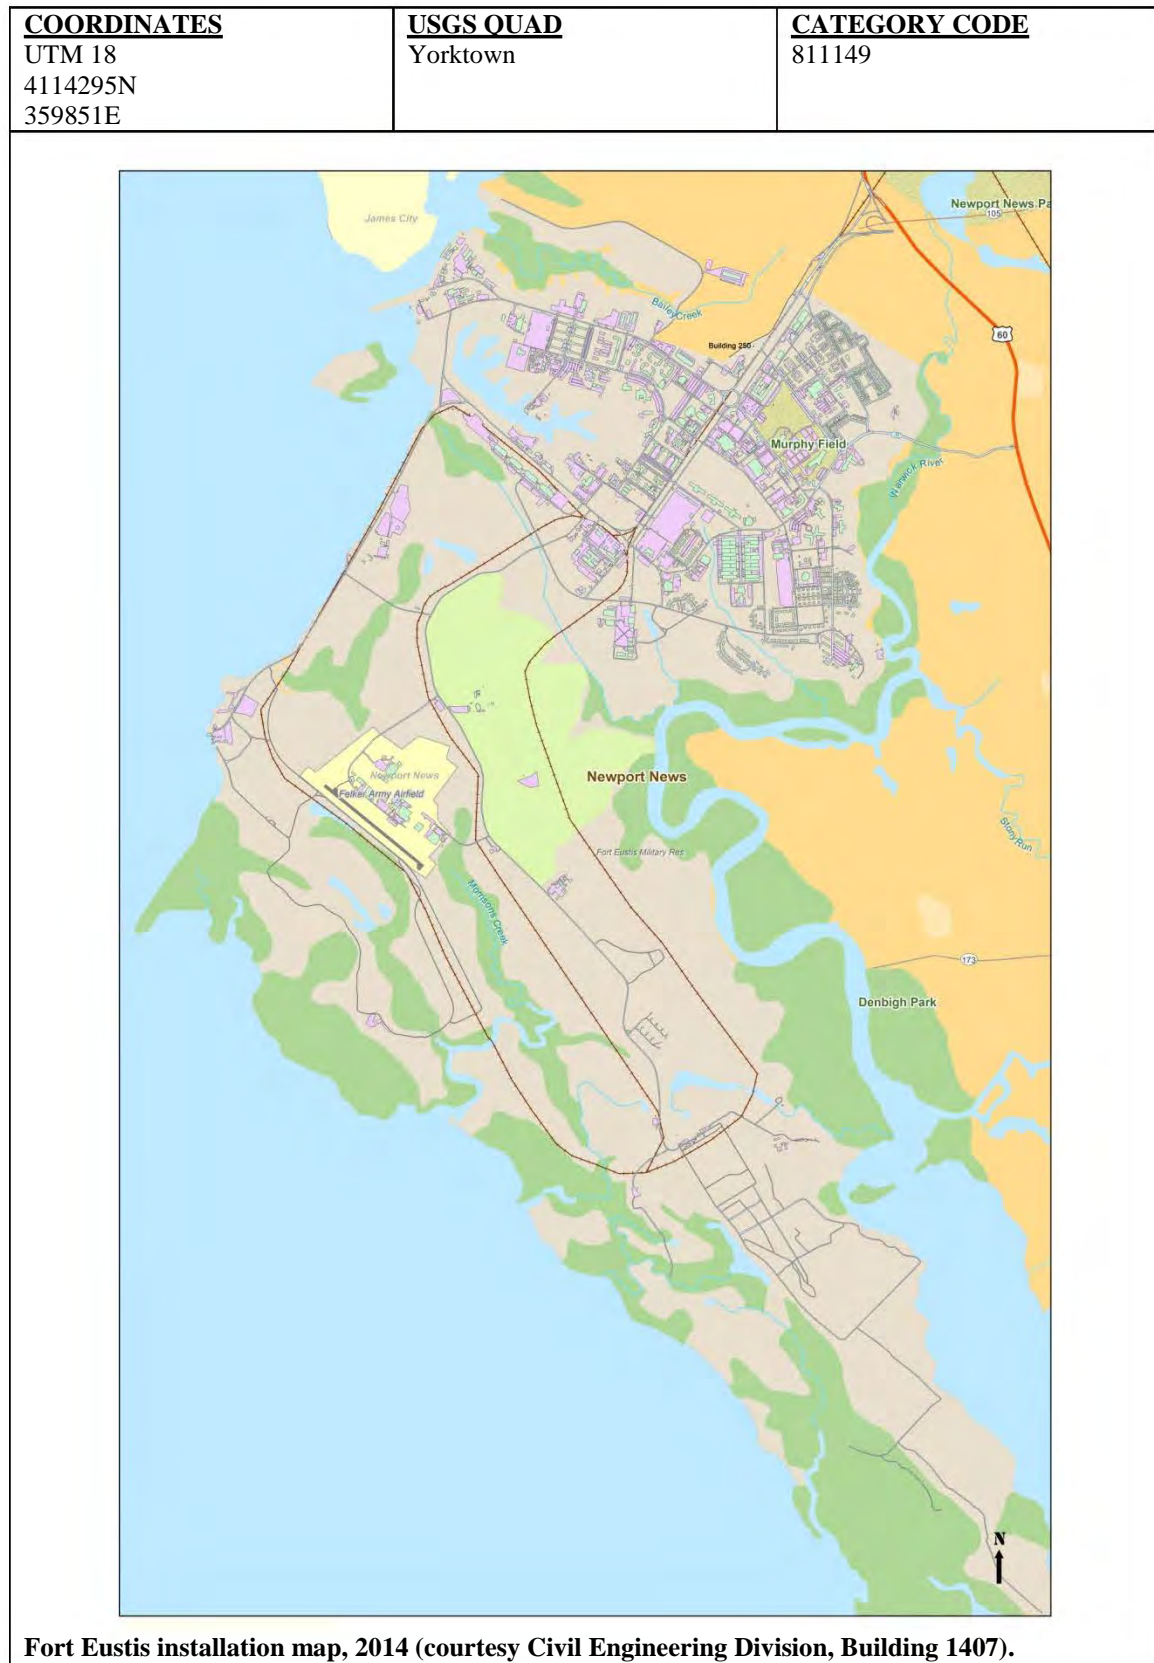 COORDINATES
UTM 18
4114295N
359851E
USGS QUAD
Yorktown
CATEGORY CODE
811149
James City
Newport News Pa
105
Bailey Creek
Building 250
60
Murphy Field
Warwick River
Newport News
Newport News
Felker Army Airfield
Stony Run
Fort Eustis Military Res
Morrisons Creek
173
Denbigh Park
N
Fort Eustis installation map, 2014 (courtesy Civil Engineering Division, Building 1407).